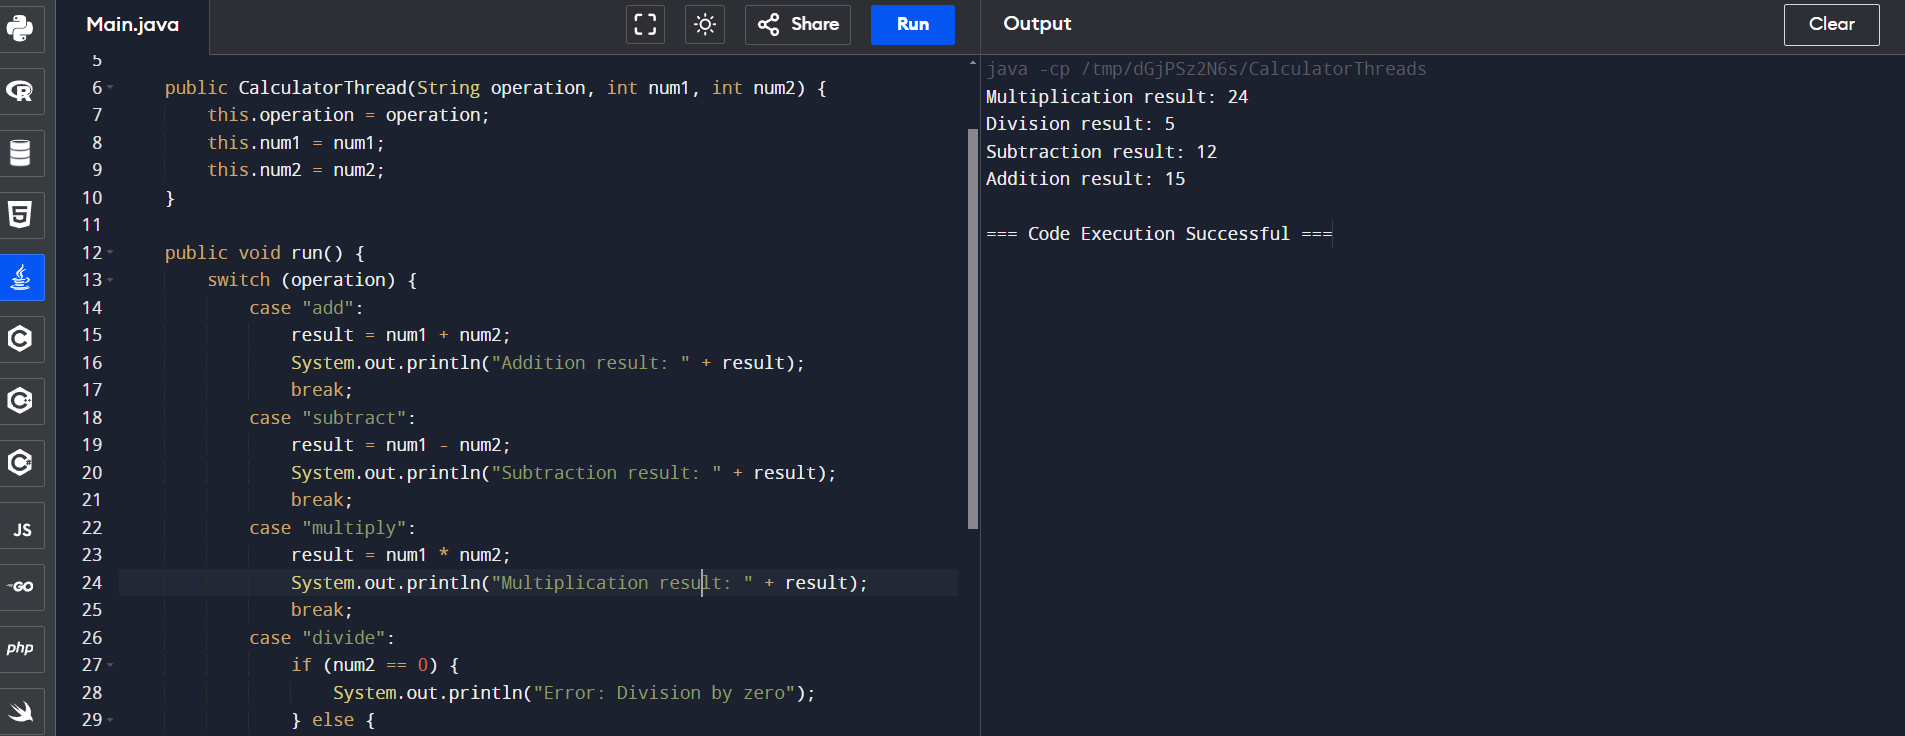 Main.java
Share
Run
Output
Clear
5
6 public CalculatorThread(String operation, int num1, int num2) {
7 this.operation = operation;
8 this.num1 = num1;
9 this.num2 = num2;
10 }
11
12 public void run() {
13 switch (operation) {
14 case "add":
15 result = num1 + num2;
16 System.out.println("Addition result: " + result);
17 break;
18 case "subtract":
19 result = num1 - num2;
20 System.out.println("Subtraction result: " + result);
21 break;
22 case "multiply":
23 result = num1 * num2;
24 System.out.println("Multiplication result: " + result);
25 break;
26 case "divide":
27 if (num2 == 0) {
28 System.out.println("Error: Division by zero");
29 } else {
java -cp /tmp/dGjPSz2N6s/CalculatorThreads
Multiplication result: 24
Division result: 5
Subtraction result: 12
Addition result: 15
=== Code Execution Successful ===
R
5
C
C++
C#
JS
GO
php